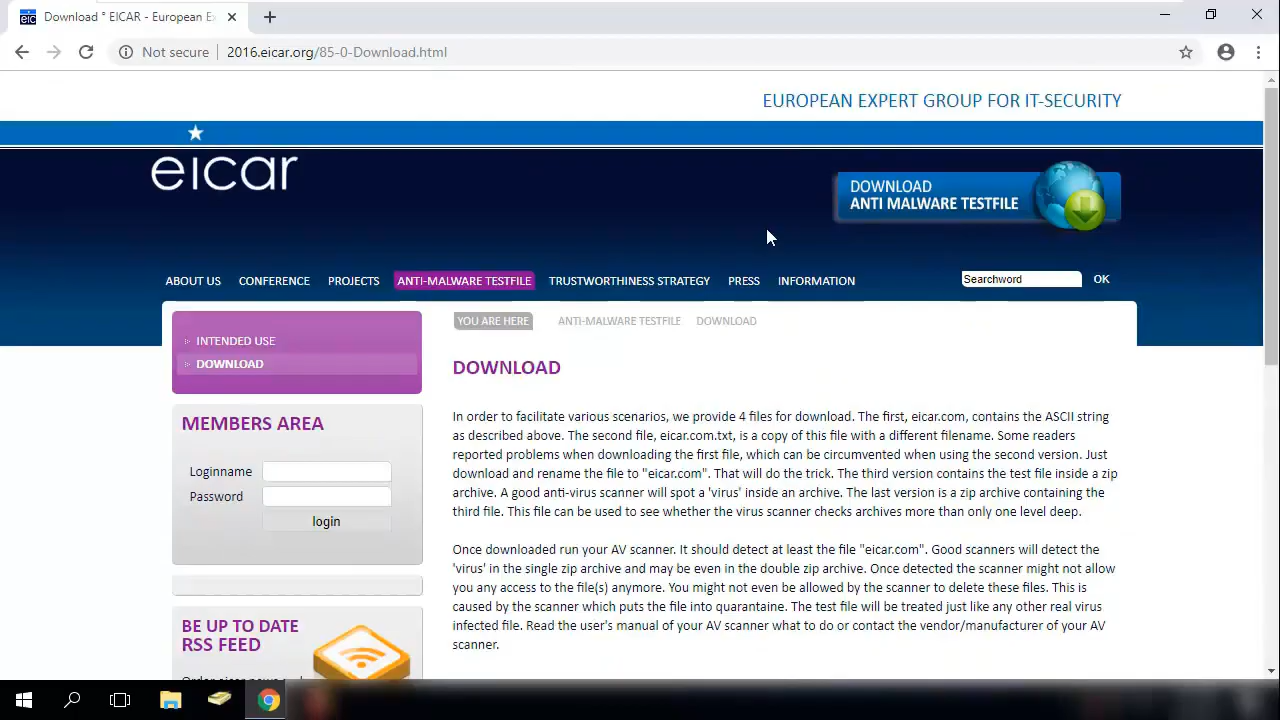 Download ° EICAR - European Ex
Not secure
2016.eicar.org/85-0-Download.html
EUROPEAN EXPERT GROUP FOR IT-SECURITY
eicar
DOWNLOAD
ANTI MALWARE TESTFILE
ABOUT US CONFERENCE PROJECTS ANTI-MALWARE TESTFILE TRUSTWORTHINESS STRATEGY PRESS INFORMATION
Searchword OK
INTENDED USE
DOWNLOAD
MEMBERS AREA
Loginname
Password
login
BE UP TO DATE
RSS FEED
YOU ARE HERE ANTI-MALWARE TESTFILE DOWNLOAD
DOWNLOAD
In order to facilitate various scenarios, we provide 4 files for download. The first, eicar.com, contains the ASCII string
as described above. The second file, eicar.com.txt, is a copy of this file with a different filename. Some readers
reported problems when downloading the first file, which can be circumvented when using the second version. Just
download and rename the file to "eicar.com". That will do the trick. The third version contains the test file inside a zip
archive. A good anti-virus scanner will spot a 'virus' inside an archive. The last version is a zip archive containing the
third file. This file can be used to see whether the virus scanner checks archives more than only one level deep.
Once downloaded run your AV scanner. It should detect at least the file "eicar.com". Good scanners will detect the
'virus' in the single zip archive and may be even in the double zip archive. Once detected the scanner might not allow
you any access to the file(s) anymore. You might not even be allowed by the scanner to delete these files. This is
caused by the scanner which puts the file into quarantaine. The test file will be treated just like any other real virus
infected file. Read the user's manual of your AV scanner what to do or contact the vendor/manufacturer of your AV
scanner.